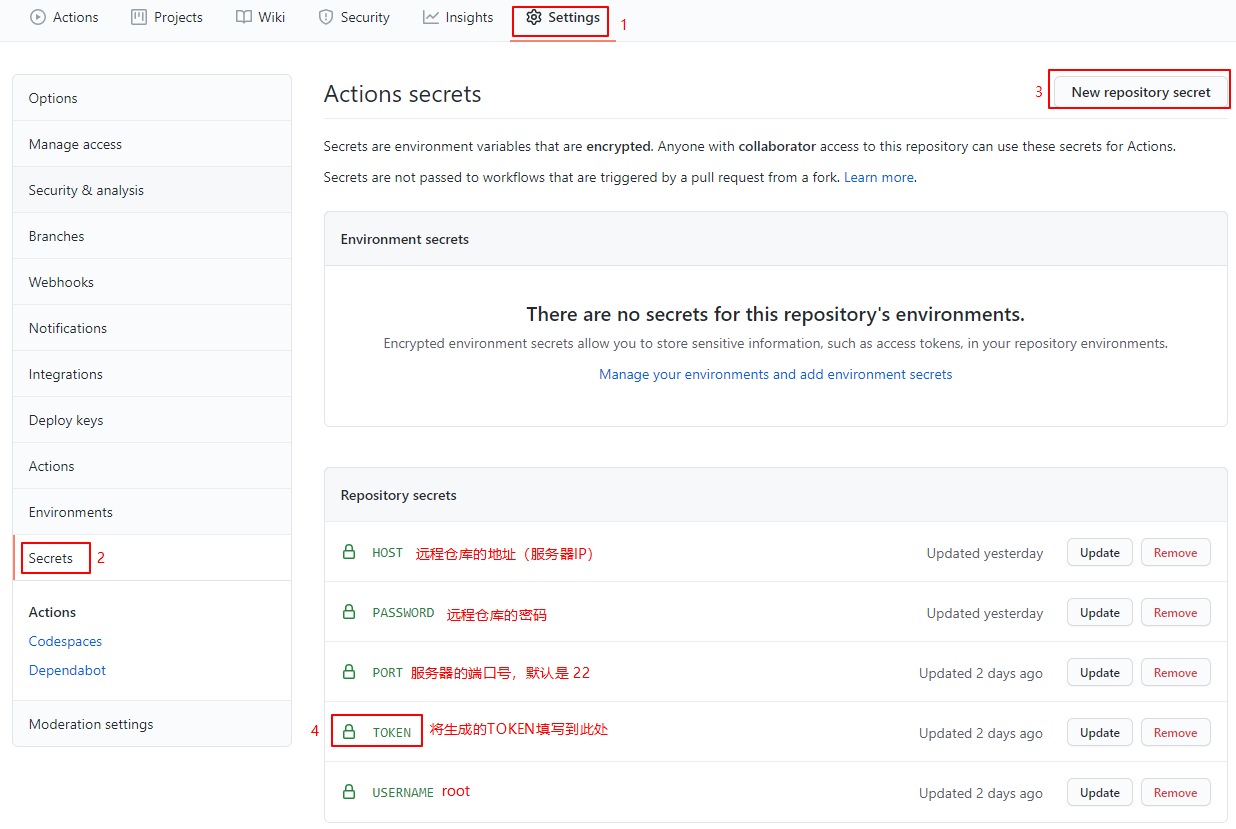 Actions Projects Wiki Security Insights Settings 1
Options
Manage access
Security & analysis
Branches
Webhooks
Notifications
Integrations
Deploy keys
Actions
Environments
Secrets 2
Actions
Codespaces
Dependabot
Moderation settings
Actions secrets
3 New repository secret
Secrets are environment variables that are encrypted. Anyone with collaborator access to this repository can use these secrets for Actions.
Secrets are not passed to workflows that are triggered by a pull request from a fork. Learn more.
Environment secrets
There are no secrets for this repository's environments.
Encrypted environment secrets allow you to store sensitive information, such as access tokens, in your repository environments.
Manage your environments and add environment secrets
Repository secrets
HOST 远程仓库的地址（服务器IP） Updated yesterday Update Remove
PASSWORD 远程仓库的密码 Updated yesterday Update Remove
PORT 服务器的端口号，默认是 22 Updated 2 days ago Update Remove
4 TOKEN 将生成的TOKEN填写到此处 Updated 2 days ago Update Remove
USERNAME root Updated 2 days ago Update Remove